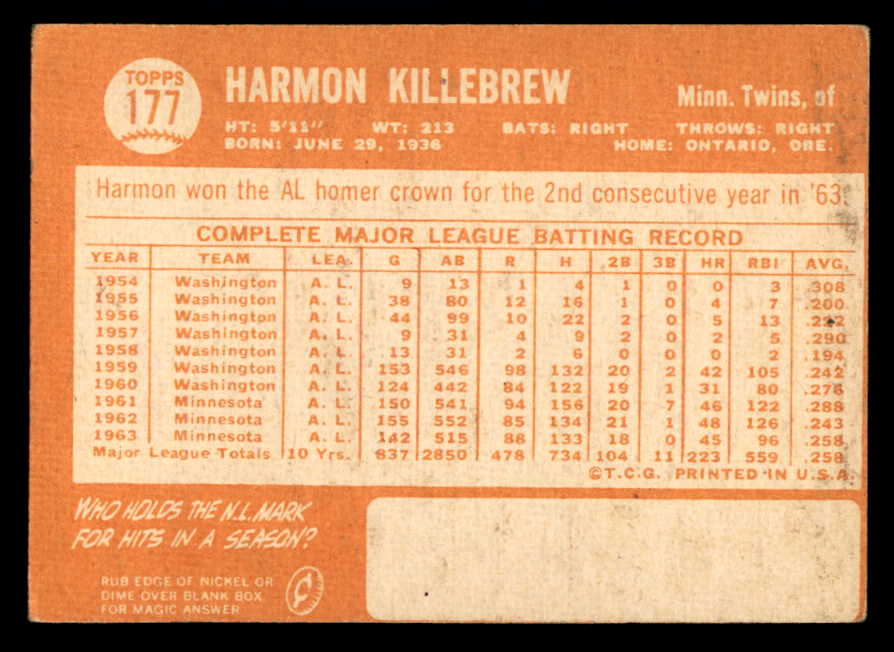 TOPPS
177
HARMON KILLEBREW
Minn. Twins, of
HT: 5'11" WT: 213 BATS: RIGHT THROWS: RIGHT
BORN: JUNE 29, 1936 HOME: ONTARIO, ORE.
Harmon won the AL homer crown for the 2nd consecutive year in '63.
COMPLETE MAJOR LEAGUE BATTING RECORD
YEAR TEAM LEA. G AB R H 2B 3B HR RBI AVG.
1954 Washington A. L. 9 13 1 4 1 0 0 3 .308
1955 Washington A. L. 38 80 12 16 1 0 4 7 .200
1956 Washington A. L. 44 99 10 22 2 0 5 13 .222
1957 Washington A. L. 9 31 4 9 2 0 2 5 .290
1958 Washington A. L. 13 31 2 6 0 0 0 2 .194
1959 Washington A. L. 153 546 98 132 20 2 42 105 .242
1960 Washington A. L. 124 442 84 122 19 1 31 80 .276
1961 Minnesota A. L. 150 541 94 156 20 7 46 122 .288
1962 Minnesota A. L. 155 552 85 134 21 1 48 126 .243
1963 Minnesota A. L. 142 515 88 133 18 0 45 96 .258
Major League Totals 10 Yrs. 837 2850 478 734 104 11 223 559 .258
©T.C.G. PRINTED IN U.S.A.
WHO HOLDS THE N.L. MARK
FOR HITS IN A SEASON?
RUB EDGE OF NICKEL OR
DIME OVER BLANK BOX
FOR MAGIC ANSWER